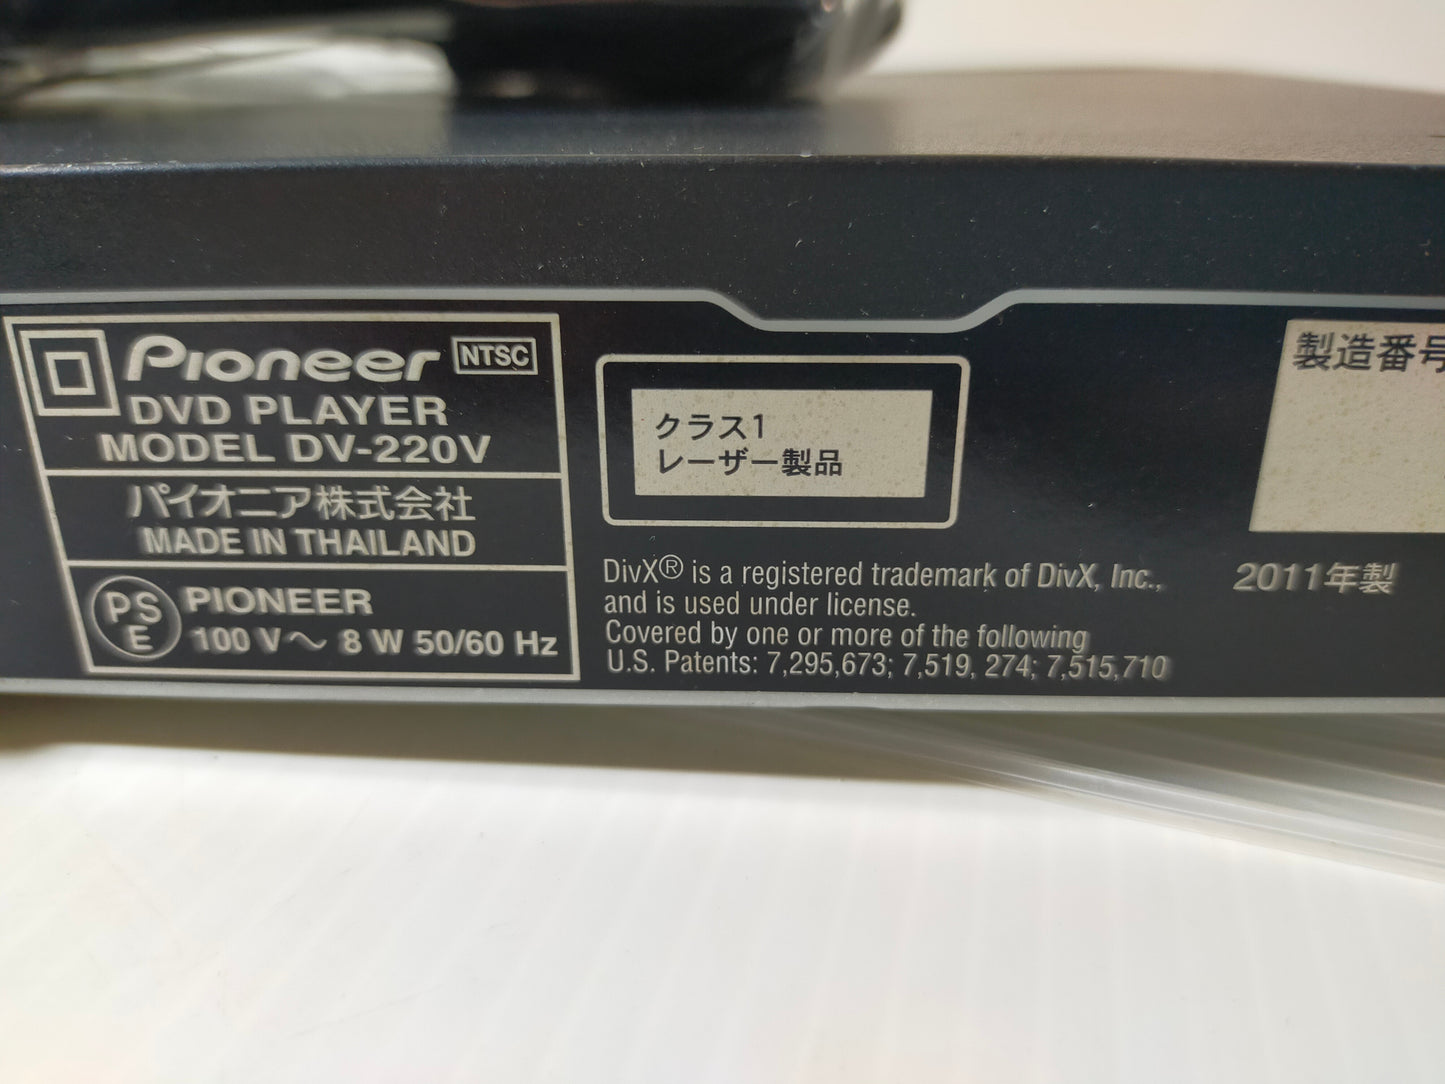 Pioneer NTSC
DVD PLAYER
MODEL DV-220V
パイオニア株式会社
MADE IN THAILAND
PS
E
PIONEER
100 V～ 8 W 50/60 Hz
クラス1
レーザー製品
DivX® is a registered trademark of DivX, Inc.,
and is used under license.
Covered by one or more of the following
U.S. Patents: 7,295,673; 7,519, 274; 7,515,710
製造番号
2011年製